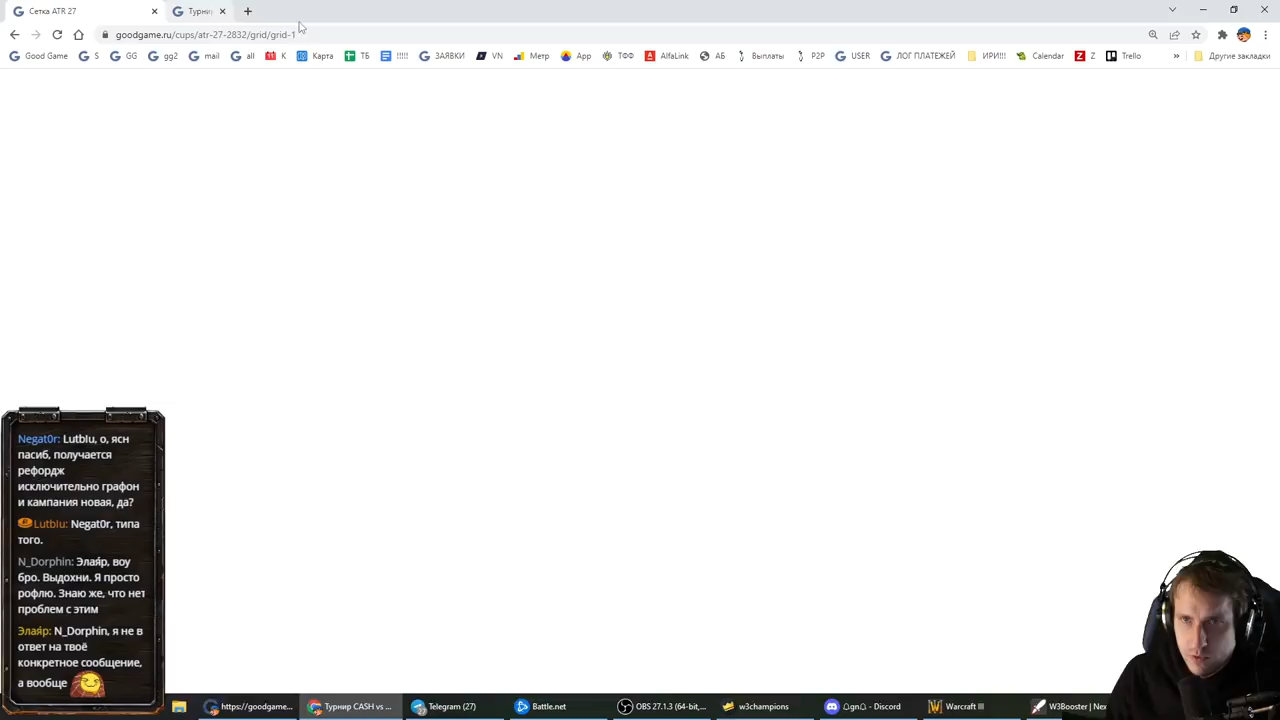 Сетка ATR 27
Турни
goodgame.ru/cups/atr-27-2832/grid/grid-1
Good Game S GG gg2 mail all K Карта ТБ !!!!! ЗАЯВКИ VN Метр App ТФФ AlfaLink АБ Выплаты P2P USER ЛОГ ПЛАТЕЖЕЙ ИРИ!!! Calendar Z Trello » Другие закладки
Negat0r: Lutblu, о, ясн
пасиб, получается
рефордж
исключительно графон
и кампания новая, да?
Lutblu: Negat0r, типа
того.
N_Dorphin: Элаяр, воу
бро. Выдохни. Я просто
рофлю. Знаю же, что нет
проблем с этим
Элаяр: N_Dorphin, я не в
ответ на твоё
конкретное сообщение,
а вообще
https://goodgame... Турнир CASH vs ... Telegram (27) Battle.net OBS 27.1.3 (64-bit,... w3champions Δgn() - Discord Warcraft III W3Booster | Nex